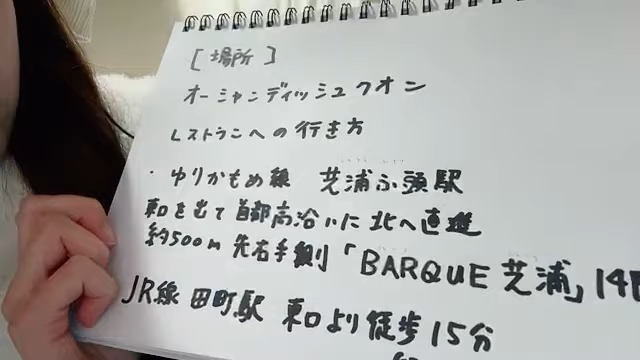 [場所]
オーシャンディッシュクオン
レストランへの行き方
・ゆりかもめ線 芝浦ふ頭駅
東口を出て首都高沿いに北へ直進
約500m先右手側「BARQUE芝浦」1F
JR線 田町駅 東口より徒歩15分